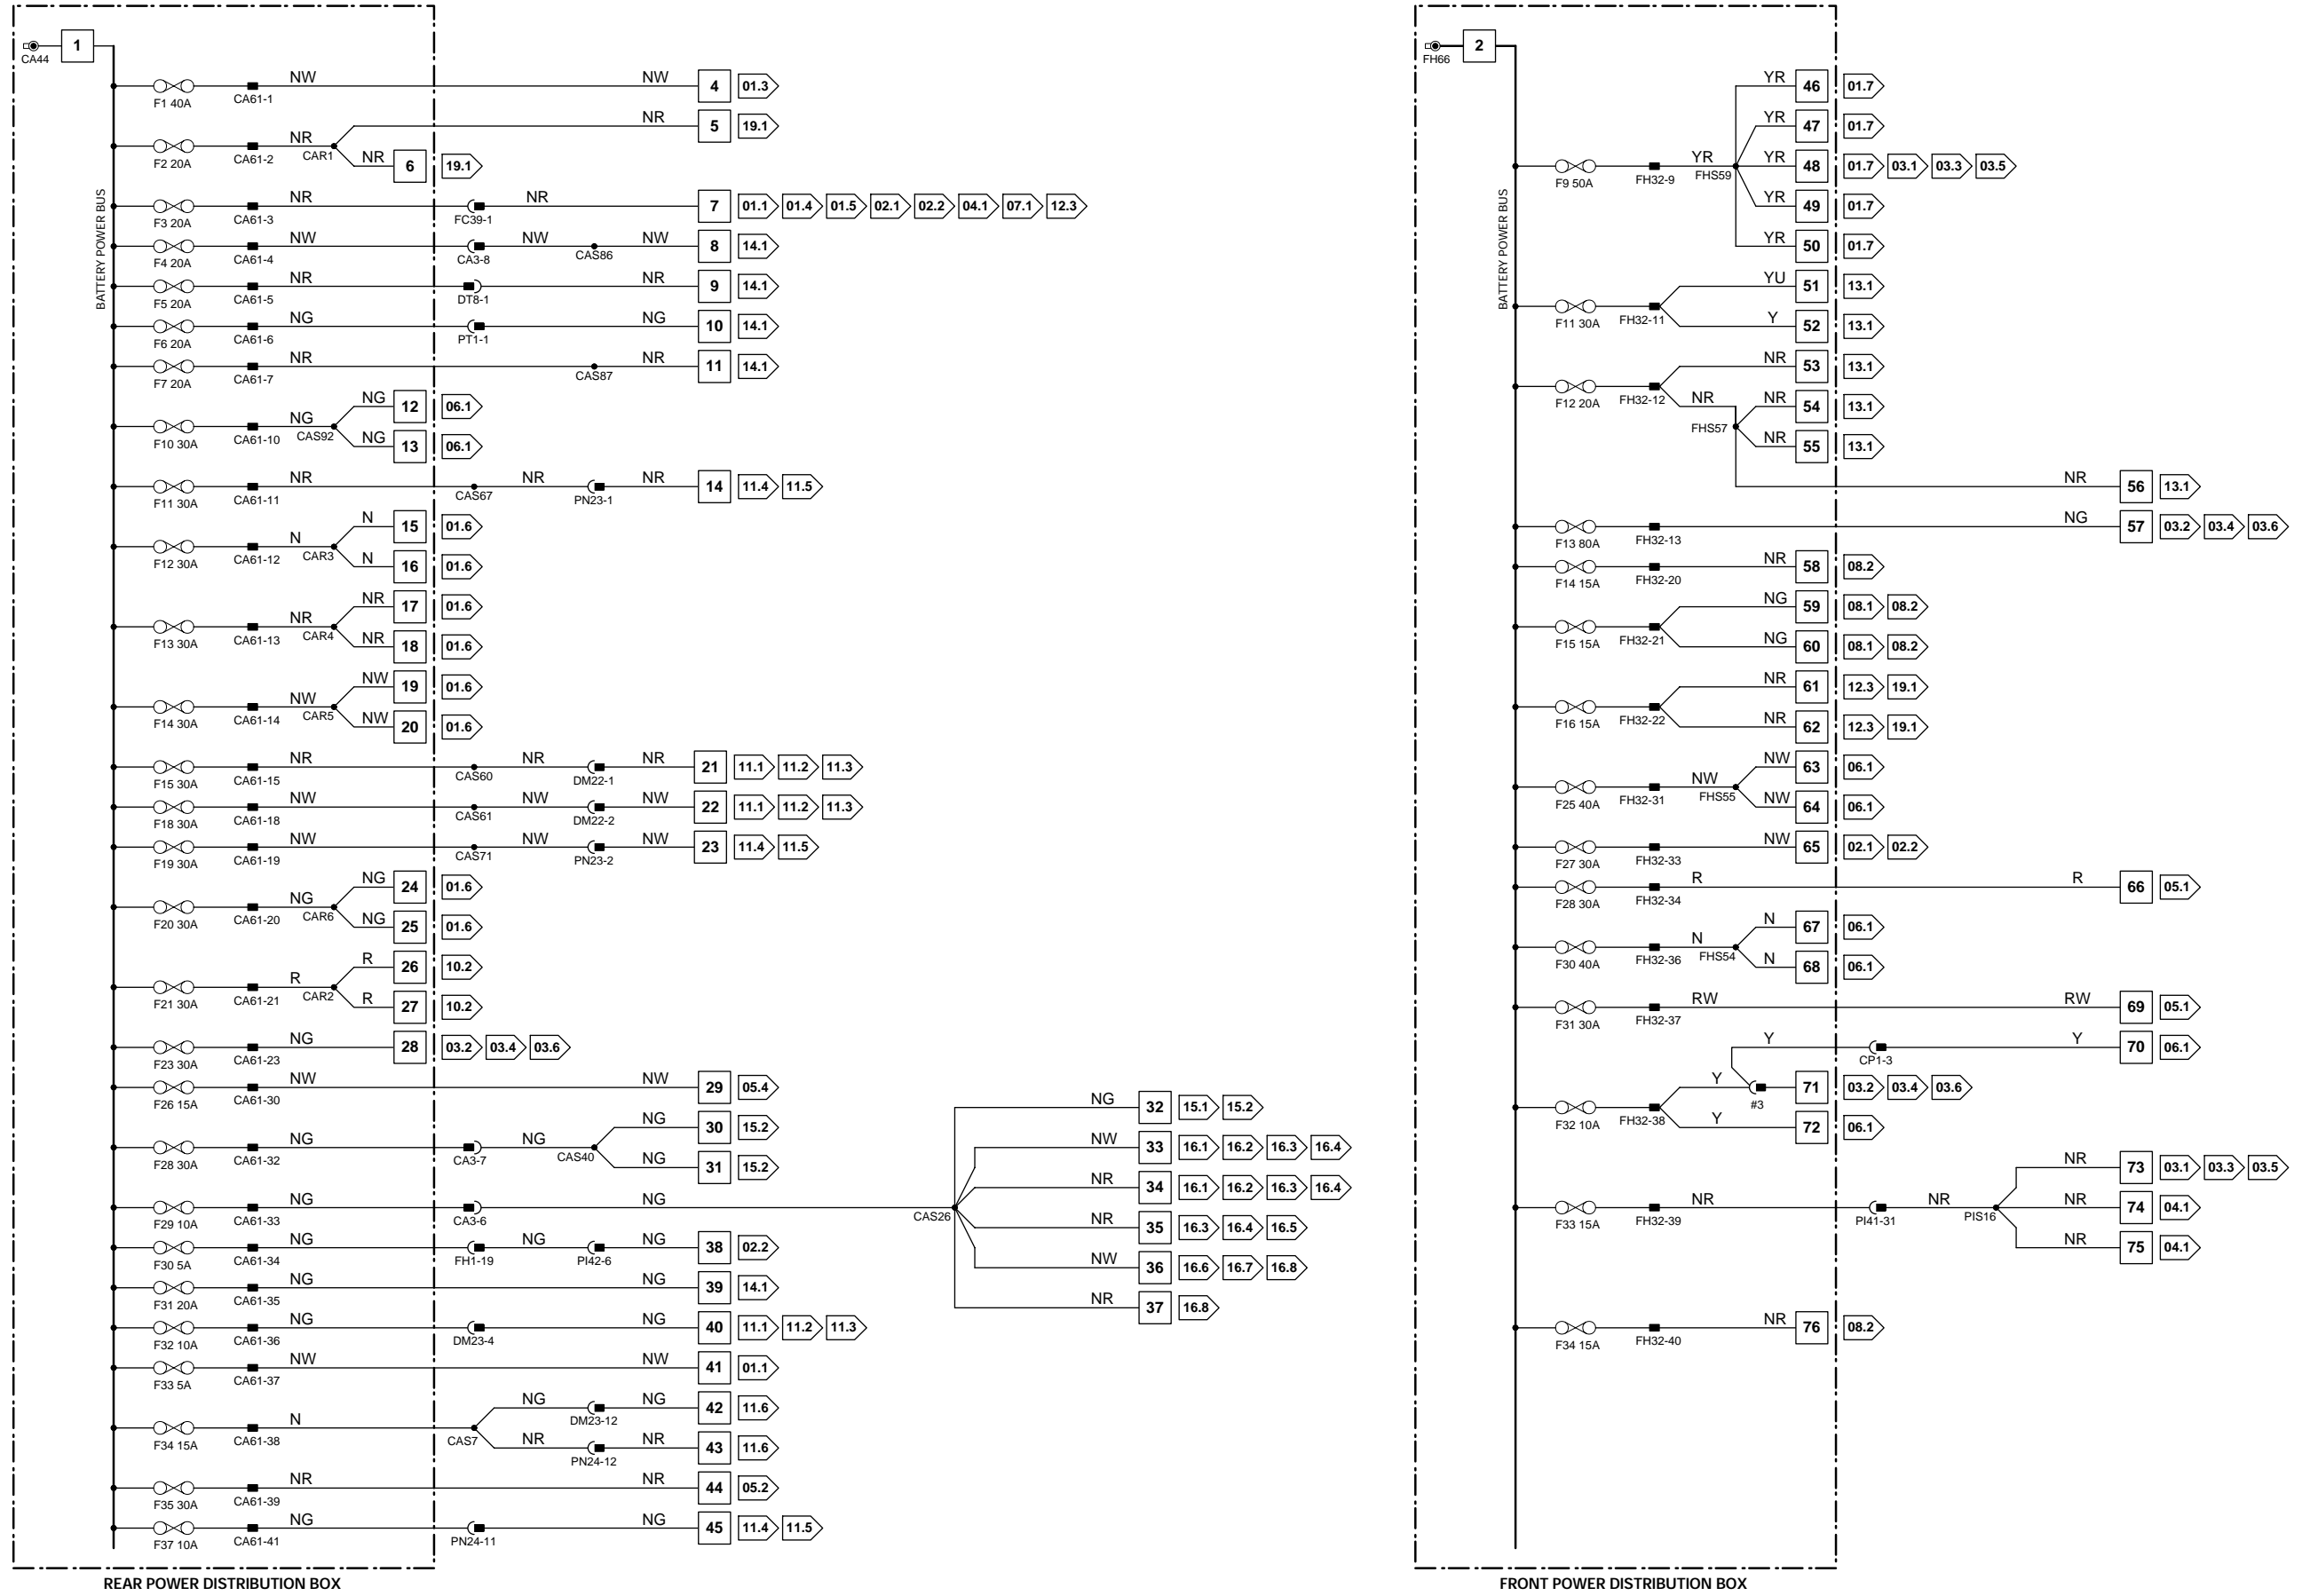 CA44 1
BATTERY POWER BUS
F1 40A CA61-1 NW NW 4 01.3
NR 5 19.1
F2 20A CA61-2 NR CAR1 NR 6 19.1
F3 20A CA61-3 NR FC39-1 NR 7 01.1 01.4 01.5 02.1 02.2 04.1 07.1 12.3
F4 20A CA61-4 NW CA3-8 NW CAS86 NW 8 14.1
F5 20A CA61-5 NR DT8-1 NR 9 14.1
F6 20A CA61-6 NG PT1-1 NG 10 14.1
F7 20A CA61-7 NR CAS87 NR 11 14.1
NG 12 06.1
F10 30A CA61-10 NG CAS92 NG 13 06.1
F11 30A CA61-11 NR CAS67 NR PN23-1 NR 14 11.4 11.5
N 15 01.6
F12 30A CA61-12 N CAR3 N 16 01.6
NR 17 01.6
F13 30A CA61-13 NR CAR4 NR 18 01.6
NW 19 01.6
F14 30A CA61-14 NW CAR5 NW 20 01.6
F15 30A CA61-15 NR CAS60 NR DM22-1 NR 21 11.1 11.2 11.3
F18 30A CA61-18 NW CAS61 NW DM22-2 NW 22 11.1 11.2 11.3
F19 30A CA61-19 NW CAS71 NW PN23-2 NW 23 11.4 11.5
NG 24 01.6
F20 30A CA61-20 NG CAR6 NG 25 01.6
R 26 10.2
F21 30A CA61-21 R CAR2 R 27 10.2
F23 30A CA61-23 NG 28 03.2 03.4 03.6
F26 15A CA61-30 NW NW 29 05.4
NG 30 15.2
F28 30A CA61-32 NG CA3-7 NG CAS40 NG 31 15.2
F29 10A CA61-33 NG CA3-6 NG CAS26
NG 32 15.1 15.2
NW 33 16.1 16.2 16.3 16.4
NR 34 16.1 16.2 16.3 16.4
NR 35 16.3 16.4 16.5
NW 36 16.6 16.7 16.8
NR 37 16.8
F30 5A CA61-34 NG FH1-19 NG PI42-6 NG 38 02.2
F31 20A CA61-35 NG NG 39 14.1
F32 10A CA61-36 NG DM23-4 NG 40 11.1 11.2 11.3
F33 5A CA61-37 NW NW 41 01.1
NG DM23-12 NG 42 11.6
F34 15A CA61-38 N CAS7 NR PN24-12 NR 43 11.6
F35 30A CA61-39 NR NR 44 05.2
F37 10A CA61-41 NG PN24-11 NG 45 11.4 11.5
REAR POWER DISTRIBUTION BOX
FH66 2
BATTERY POWER BUS
YR 46 01.7
YR 47 01.7
F9 50A FH32-9 YR FHS59 YR 48 01.7 03.1 03.3 03.5
YR 49 01.7
YR 50 01.7
YU 51 13.1
F11 30A FH32-11 Y 52 13.1
NR 53 13.1
F12 20A FH32-12 NR FHS57 NR 54 13.1
NR 55 13.1
NR 56 13.1
F13 80A FH32-13 NG 57 03.2 03.4 03.6
F14 15A FH32-20 NR 58 08.2
NG 59 08.1 08.2
F15 15A FH32-21 NG 60 08.1 08.2
NR 61 12.3 19.1
F16 15A FH32-22 NR 62 12.3 19.1
NW 63 06.1
F25 40A FH32-31 NW FHS55 NW 64 06.1
F27 30A FH32-33 NW 65 02.1 02.2
F28 30A FH32-34 R R 66 05.1
N 67 06.1
F30 40A FH32-36 N FHS54 N 68 06.1
F31 30A FH32-37 RW RW 69 05.1
Y CP1-3 Y 70 06.1
Y #3 71 03.2 03.4 03.6
F32 10A FH32-38 Y 72 06.1
NR 73 03.1 03.3 03.5
F33 15A FH32-39 NR PI41-31 NR PIS16 NR 74 04.1
NR 75 04.1
F34 15A FH32-40 NR 76 08.2
FRONT POWER DISTRIBUTION BOX